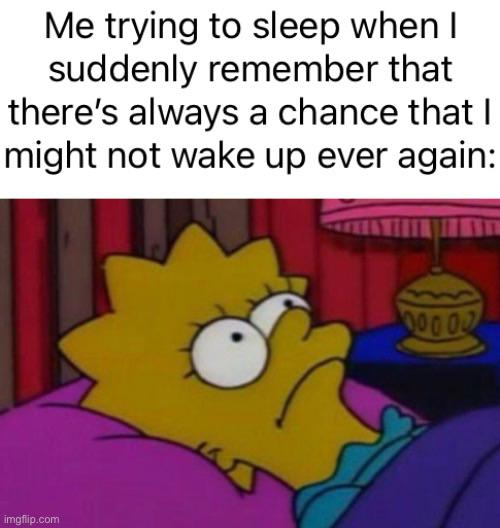 Me trying to sleep when I
suddenly remember that
there’s always a chance that I
might not wake up ever again:
imgflip.com